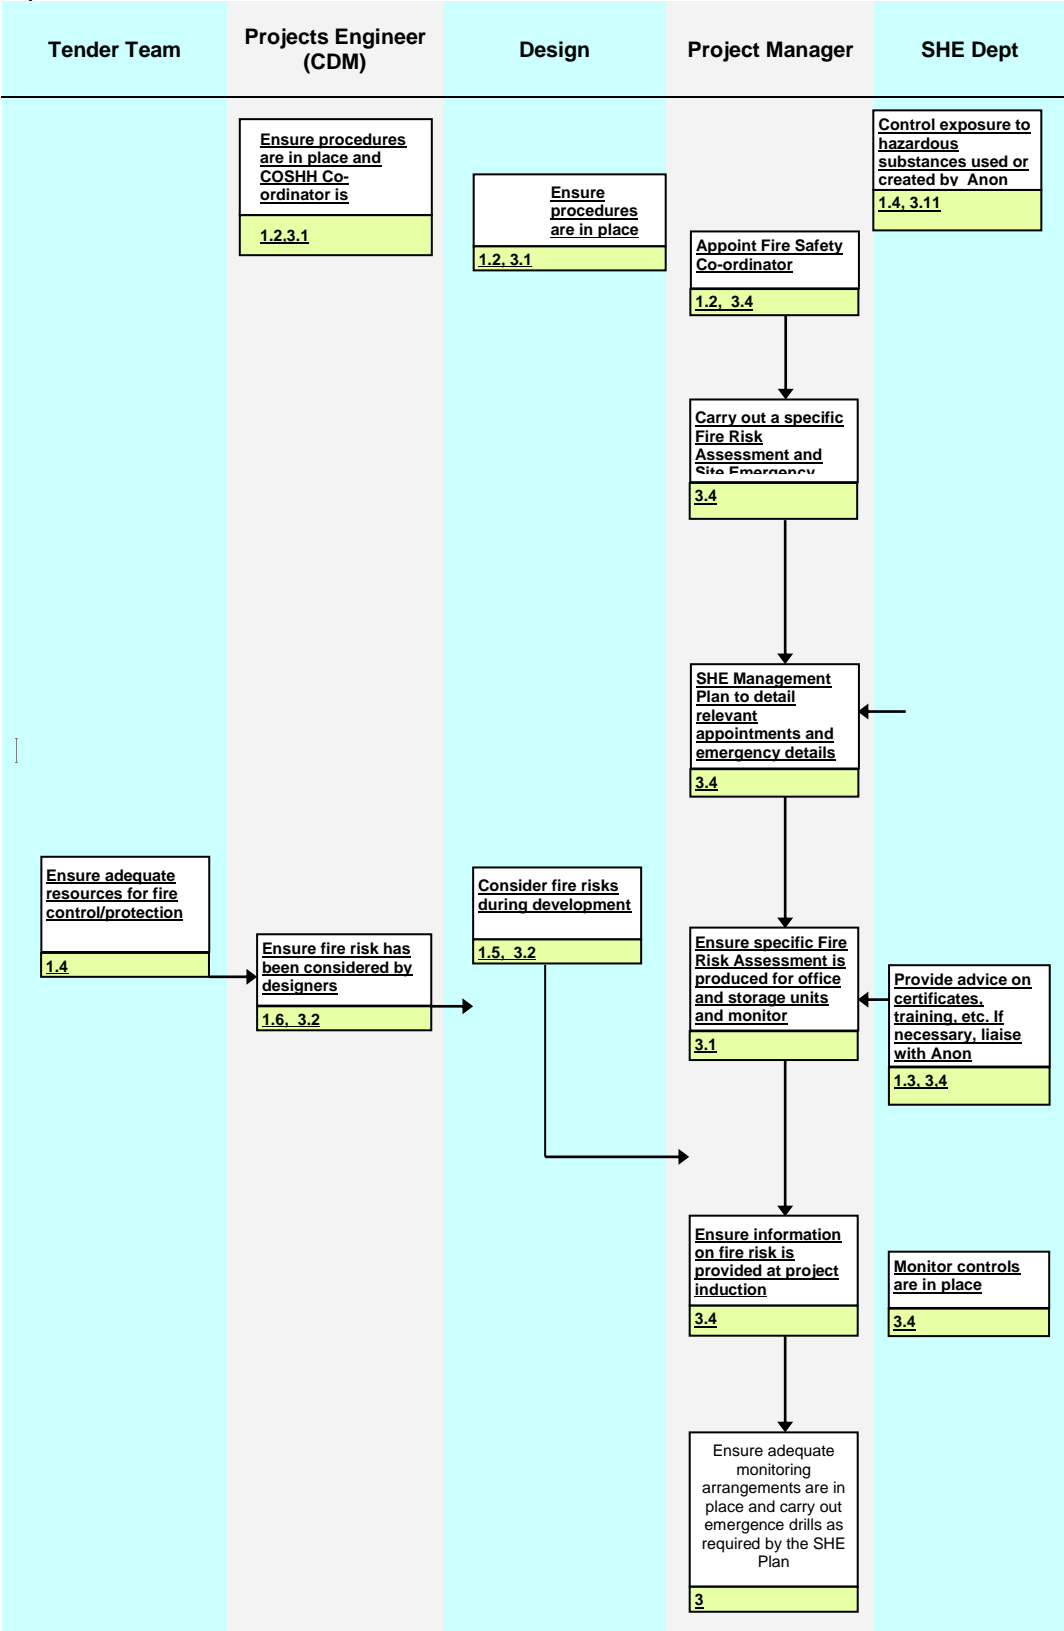 Tender Team
Projects Engineer
(CDM)
Design
Project Manager
SHE Dept
Ensure procedures
are in place and
COSHH Co-
ordinator is
1.2,3.1
Ensure
procedures
are in place
1.2, 3.1
Control exposure to
hazardous
substances used or
created by Anon
1.4, 3.11
Appoint Fire Safety
Co-ordinator
1.2, 3.4
Carry out a specific
Fire Risk
Assessment and
Site Emergency
3.4
SHE Management
Plan to detail
relevant
appointments and
emergency details
3.4
Ensure adequate
resources for fire
control/protection
1.4
Ensure fire risk has
been considered by
designers
1.6, 3.2
Consider fire risks
during development
1.5, 3.2
Ensure specific Fire
Risk Assessment is
produced for office
and storage units
and monitor
3.1
Provide advice on
certificates,
training, etc. If
necessary, liaise
with Anon
1.3, 3,4
Ensure information
on fire risk is
provided at project
induction
3.4
Monitor controls
are in place
3.4
Ensure adequate
monitoring
arrangements are in
place and carry out
emergence drills as
required by the SHE
Plan
3